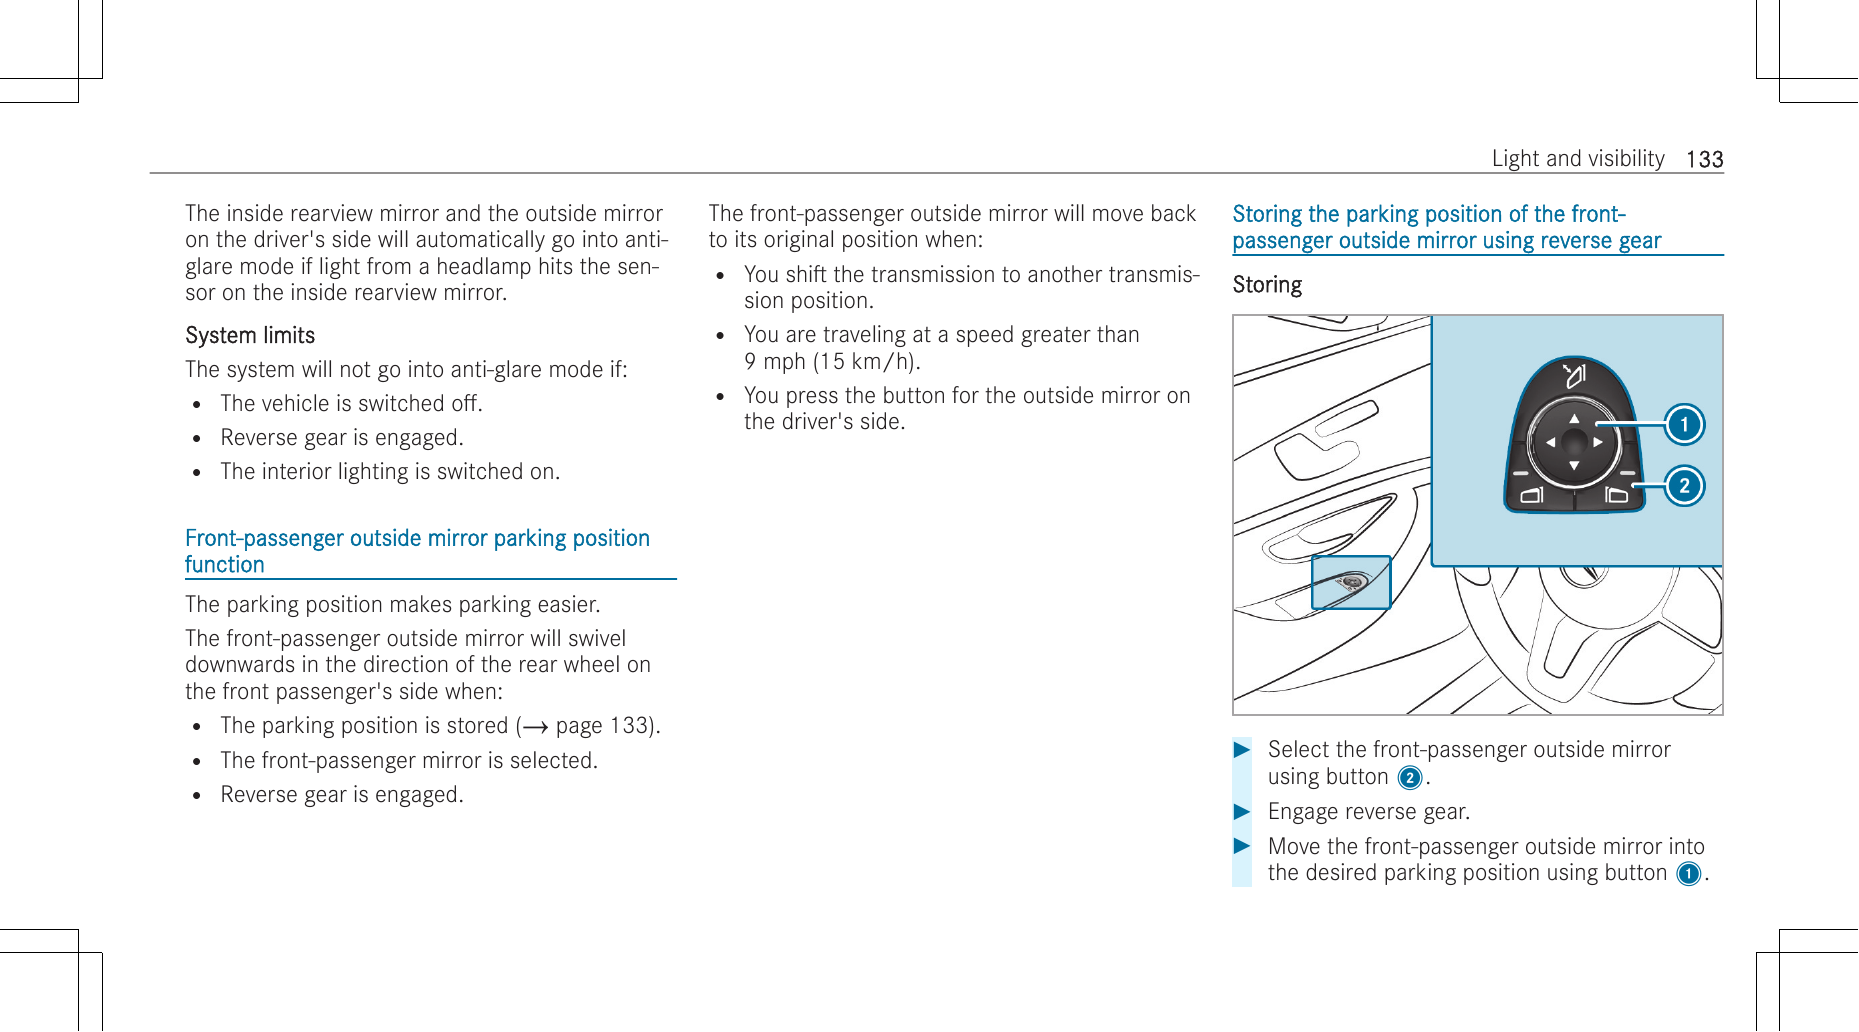 Light and visibility 133
The inside rearview mirror and the outside mirror
on the driver's side will automatically go into anti-
glare mode if light from a headlamp hits the sen-
sor on the inside rearview mirror.
System limits
The system will not go into anti-glare mode if:
• The vehicle is switched off.
• Reverse gear is engaged.
• The interior lighting is switched on.
Front-passenger outside mirror parking position
function
The parking position makes parking easier.
The front-passenger outside mirror will swivel
downwards in the direction of the rear wheel on
the front passenger's side when:
• The parking position is stored (→ page 133).
• The front-passenger mirror is selected.
• Reverse gear is engaged.
The front-passenger outside mirror will move back
to its original position when:
• You shift the transmission to another transmis-
sion position.
• You are traveling at a speed greater than
9 mph (15 km/h).
• You press the button for the outside mirror on
the driver's side.
Storing the parking position of the front-
passenger outside mirror using reverse gear
Storing
1
2
▶ Select the front-passenger outside mirror
using button 2.
▶ Engage reverse gear.
▶ Move the front-passenger outside mirror into
the desired parking position using button 1.